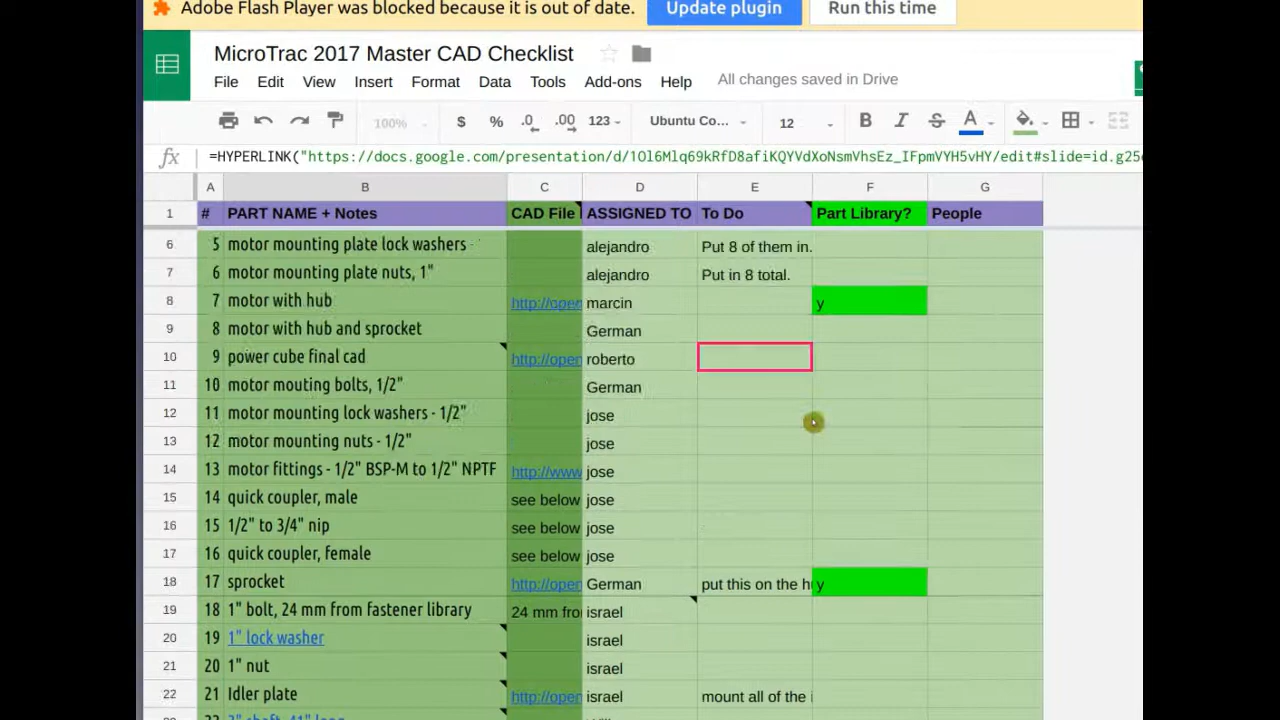 Adobe Flash Player was blocked because it is out of date. Update plugin Run this time
MicroTrac 2017 Master CAD Checklist
File Edit View Insert Format Data Tools Add-ons Help All changes saved in Drive
100% $ % .0 .00 123 Ubuntu Co... 12 B I S A
fx =HYPERLINK("https://docs.google.com/presentation/d/1Ol6Mlq69kRfD8afiKQYVdXoNsmVhsEz_IFpmVYH5vHY/edit#slide=id.g25
A B C D E F G
1 # PART NAME + Notes CAD File ASSIGNED TO To Do Part Library? People
6 5 motor mounting plate lock washers - alejandro Put 8 of them in.
7 6 motor mounting plate nuts, 1" alejandro Put in 8 total.
8 7 motor with hub http://open marcin y
9 8 motor with hub and sprocket German
10 9 power cube final cad http://open roberto
11 10 motor mouting bolts, 1/2" German
12 11 motor mounting lock washers - 1/2" jose
13 12 motor mounting nuts - 1/2" jose
14 13 motor fittings - 1/2" BSP-M to 1/2" NPTF http://www jose
15 14 quick coupler, male see below jose
16 15 1/2" to 3/4" nip see below jose
17 16 quick coupler, female see below jose
18 17 sprocket http://open German put this on the hu y
19 18 1" bolt, 24 mm from fastener library 24 mm fro israel
20 19 1" lock washer israel
21 20 1" nut israel
22 21 Idler plate http://open israel mount all of the